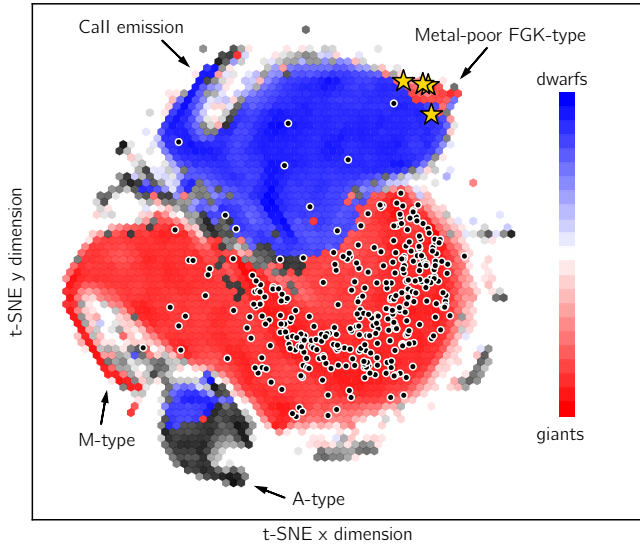 CaII emission
Metal-poor FGK-type
dwarfs
t-SNE y dimension
giants
M-type
A-type
t-SNE x dimension